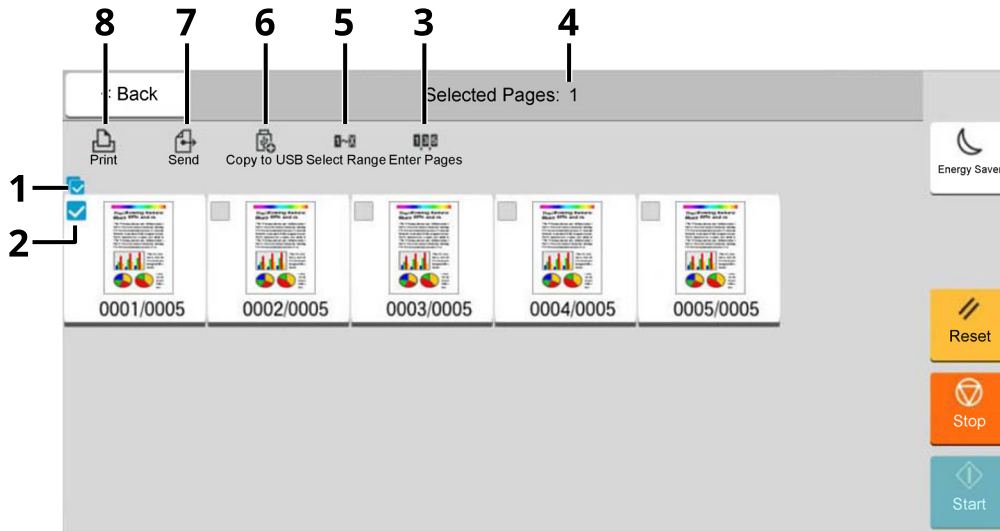 8 7 6 5 3 4
< Back
Selected Pages: 1
Print Send Copy to USB Select Range Enter Pages
Energy Saver
1
2
0001/0005 0002/0005 0003/0005 0004/0005 0005/0005
Reset
Stop
Start